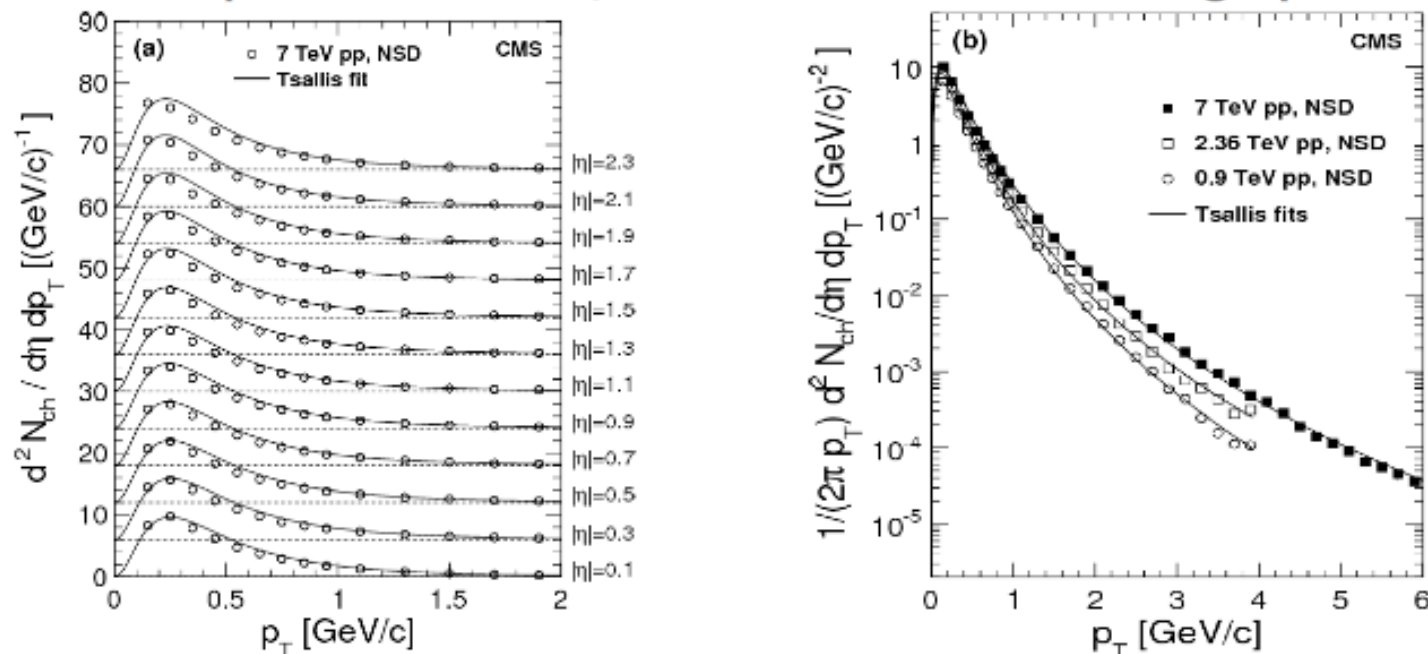 (a)
7 TeV pp, NSD
CMS
Tsallis fit
d²N_ch / dη dp_T [(GeV/c)⁻¹]
90
80
70
60
50
40
30
20
10
0
|η|=2.3
|η|=2.1
|η|=1.9
|η|=1.7
|η|=1.5
|η|=1.3
|η|=1.1
|η|=0.9
|η|=0.7
|η|=0.5
|η|=0.3
|η|=0.1
0 0.5 1 1.5 2
p_T [GeV/c]
(b)
CMS
7 TeV pp, NSD
2.36 TeV pp, NSD
0.9 TeV pp, NSD
Tsallis fits
1/(2π p_T) d²N_ch/dη dp_T [(GeV/c)⁻²]
10
1
10⁻¹
10⁻²
10⁻³
10⁻⁴
10⁻⁵
0 1 2 3 4 5 6
p_T [GeV/c]